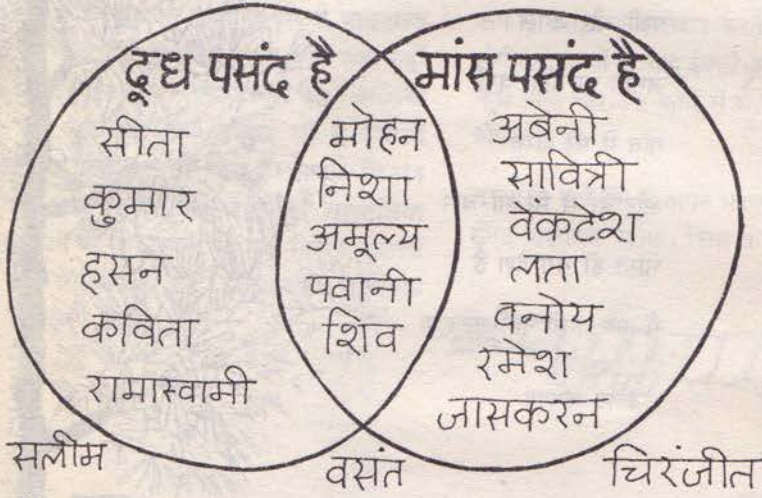 दूध पसंद है
मांस पसंद है
सीता
कुमार
हसन
कविता
रामास्वामी
मोहन
निशा
अमूल्य
पवानी
शिव
अबेनी
सावित्री
वेंकटेश
लता
वनोय
रमेश
जासकरन
सलीम
वसंत
चिरंजीत